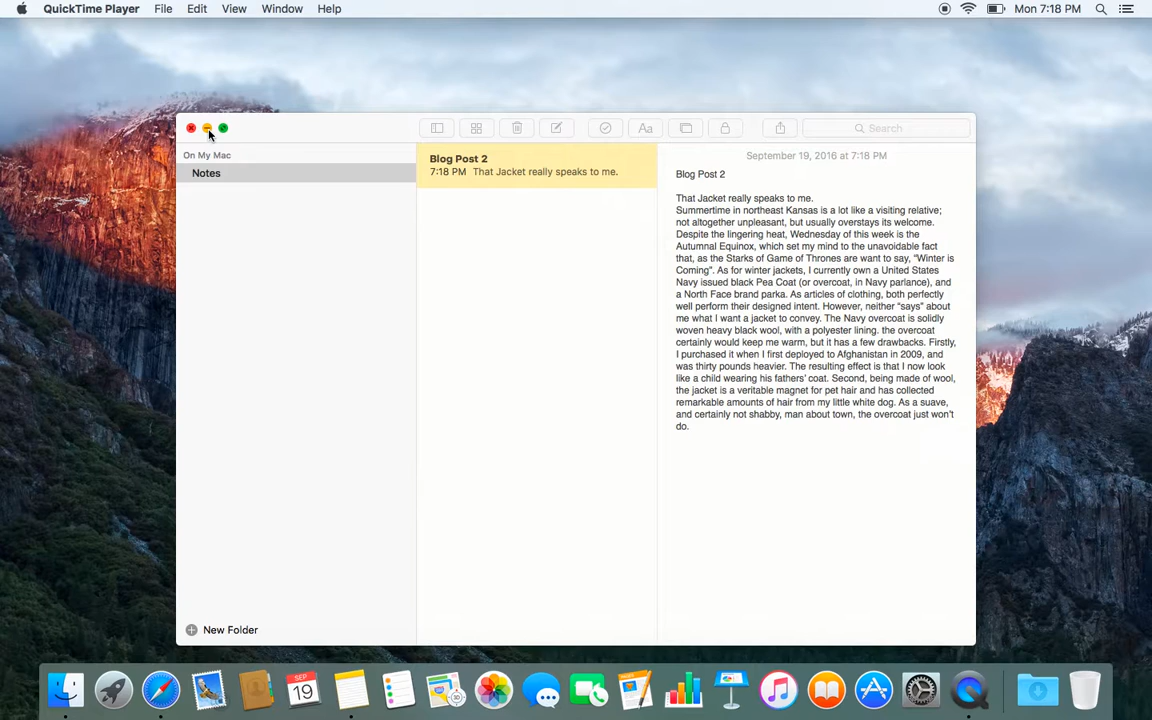 QuickTime Player File Edit View Window Help Mon 7:18 PM
Search
On My Mac
Notes
Blog Post 2
7:18 PM That Jacket really speaks to me.
September 19, 2016 at 7:18 PM
Blog Post 2
That Jacket really speaks to me.
Summertime in northeast Kansas is a lot like a visiting relative;
not altogether unpleasant, but usually overstays its welcome.
Despite the lingering heat, Wednesday of this week is the
Autumnal Equinox, which set my mind to the unavoidable fact
that, as the Starks of Game of Thrones are want to say, “Winter is
Coming”. As for winter jackets, I currently own a United States
Navy issued black Pea Coat (or overcoat, in Navy parlance), and
a North Face brand parka. As articles of clothing, both perfectly
well perform their designed intent. However, neither “says” about
me what I want a jacket to convey. The Navy overcoat is solidly
woven heavy black wool, with a polyester lining. the overcoat
certainly would keep me warm, but it has a few drawbacks. Firstly,
I purchased it when I first deployed to Afghanistan in 2009, and
was thirty pounds heavier. The resulting effect is that I now look
like a child wearing his fathers’ coat. Second, being made of wool,
the jacket is a veritable magnet for pet hair and has collected
remarkable amounts of hair from my little white dog. As a suave,
and certainly not shabby, man about town, the overcoat just won’t
do.
New Folder
SEP
19